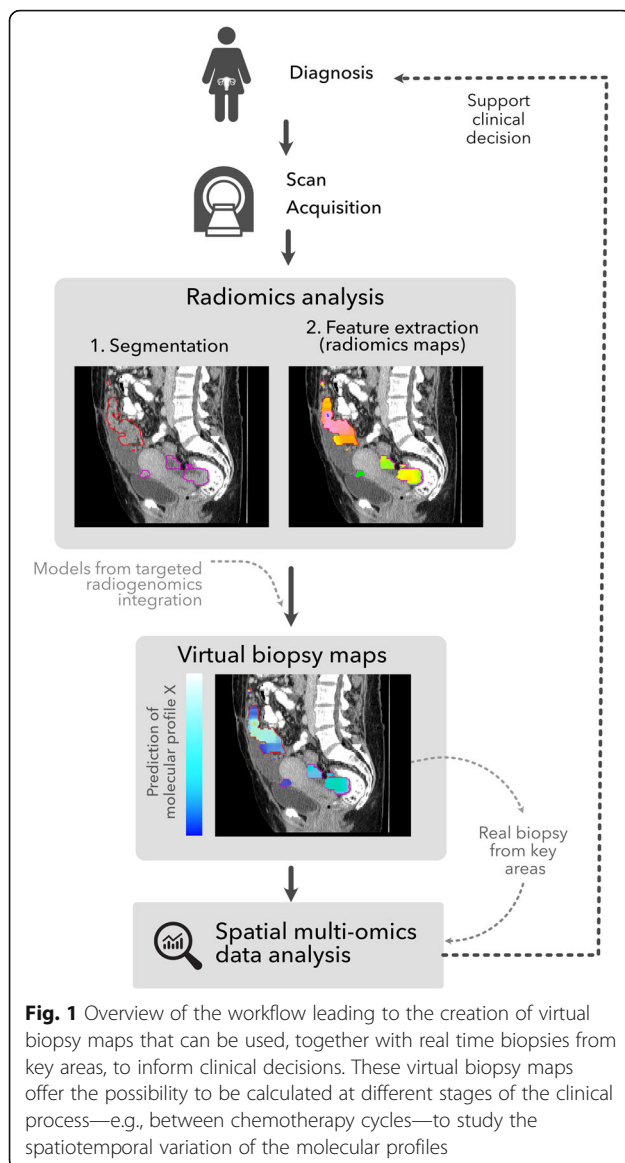 Diagnosis
Support
clinical
decision
Scan
Acquisition
Radiomics analysis
1. Segmentation
2. Feature extraction
(radiomics maps)
Models from targeted
radiogenomics
integration
Virtual biopsy maps
Prediction of
molecular profile X
Real biopsy
from key
areas
Spatial multi-omics
data analysis
Fig. 1 Overview of the workflow leading to the creation of virtual
biopsy maps that can be used, together with real time biopsies from
key areas, to inform clinical decisions. These virtual biopsy maps
offer the possibility to be calculated at different stages of the clinical
process—e.g., between chemotherapy cycles—to study the
spatiotemporal variation of the molecular profiles